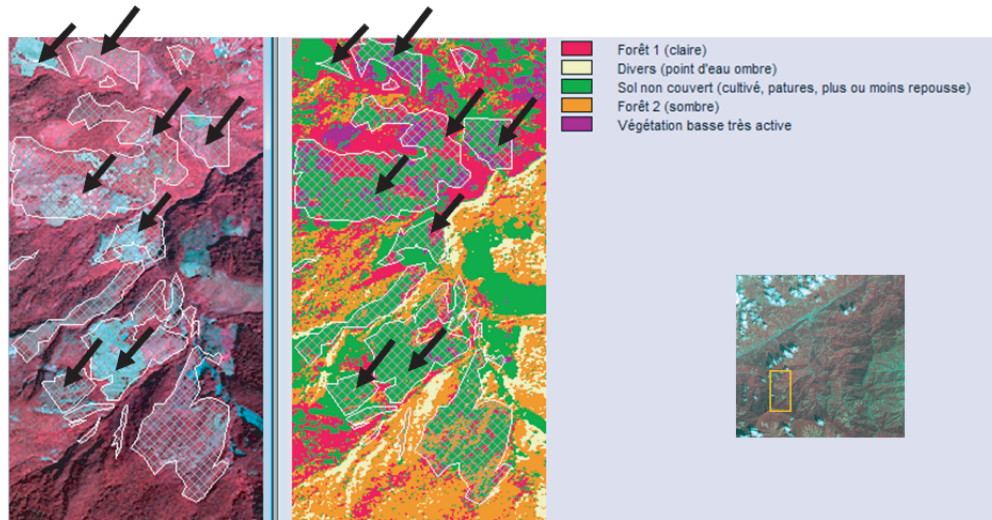 Forêt 1 (claire)
Divers (point d'eau ombre)
Sol non couvert (cultivé, patures, plus ou moins repousse)
Forêt 2 (sombre)
Végétation basse très active